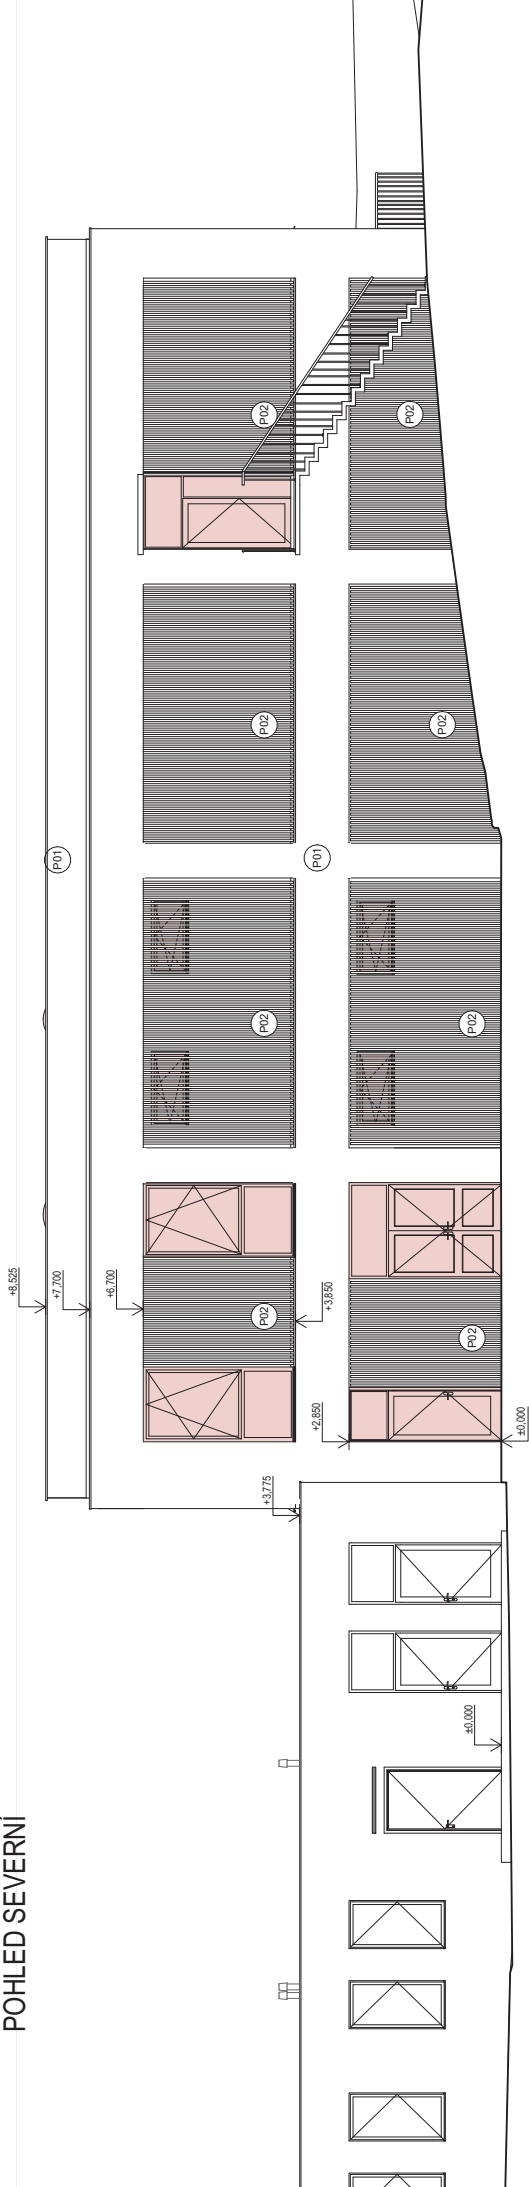 POHLED SEVERNÍ
+8,525
+7,700
P01
+6,700
+3,775
P02
P02
P02
P02
+2,850
+3,850
P01
P02
P02
±0,000
P02
P02
±0,000